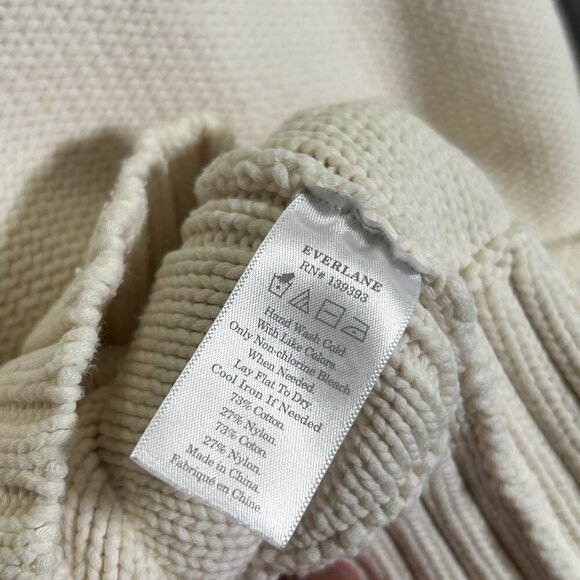 EVERLANE
RN# 139393
Hand Wash Cold
With Like Colors.
Only Non-chlorine Bleach
When Needed.
Lay Flat To Dry.
Cool Iron If Needed.
73% Cotton.
27% Nylon.
73% Coton.
27% Nylon.
Made in China.
Fabriqué en Chine.